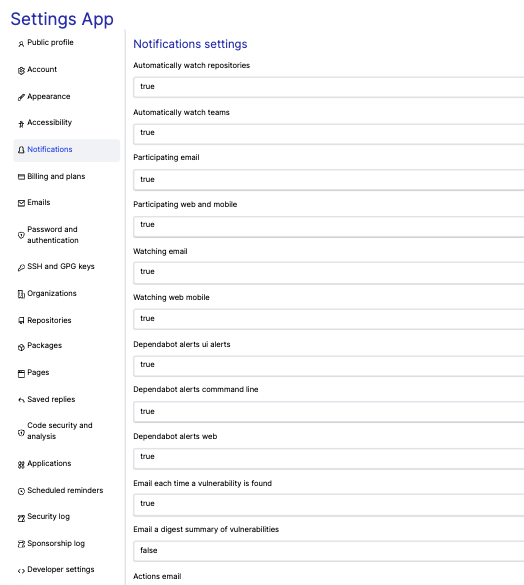 Settings App
Public profile
Account
Appearance
Accessibility
Notifications
Billing and plans
Emails
Password and
authentication
SSH and GPG keys
Organizations
Repositories
Packages
Pages
Saved replies
Code security and
analysis
Applications
Scheduled reminders
Security log
Sponsorship log
Developer settings
Notifications settings
Automatically watch repositories
true
Automatically watch teams
true
Participating email
true
Participating web and mobile
true
Watching email
true
Watching web mobile
true
Dependabot alerts ui alerts
true
Dependabot alerts commmand line
true
Dependabot alerts web
true
Email each time a vulnerability is found
true
Email a digest summary of vulnerabilities
false
Actions email